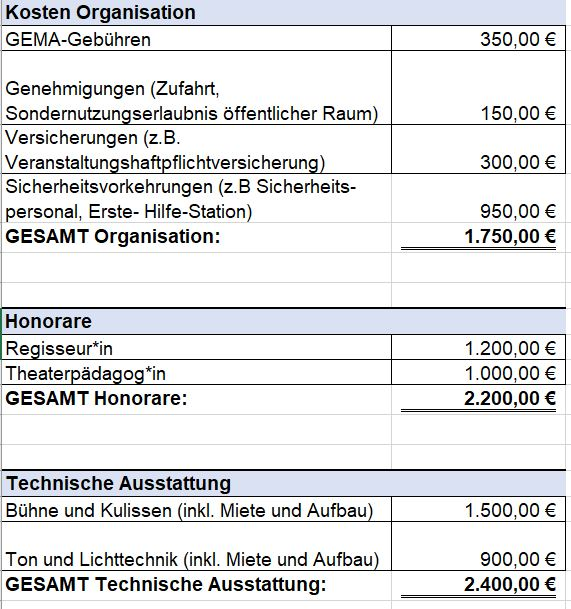 Kosten Organisation
GEMA-Gebühren 350,00 €
Genehmigungen (Zufahrt,
Sondernutzungserlaubnis öffentlicher Raum) 150,00 €
Versicherungen (z.B.
Veranstaltungshaftpflichtversicherung) 300,00 €
Sicherheitsvorkehrungen (z.B Sicherheits-
personal, Erste- Hilfe-Station) 950,00 €
GESAMT Organisation: 1.750,00 €
Honorare
Regisseur*in 1.200,00 €
Theaterpädagog*in 1.000,00 €
GESAMT Honorare: 2.200,00 €
Technische Ausstattung
Bühne und Kulissen (inkl. Miete und Aufbau) 1.500,00 €
Ton und Lichttechnik (inkl. Miete und Aufbau) 900,00 €
GESAMT Technische Ausstattung: 2.400,00 €